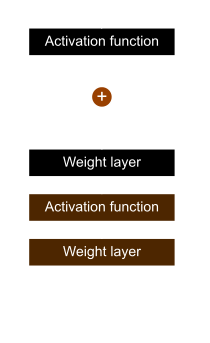 Activation function
+
Weight layer
Activation function
Weight layer